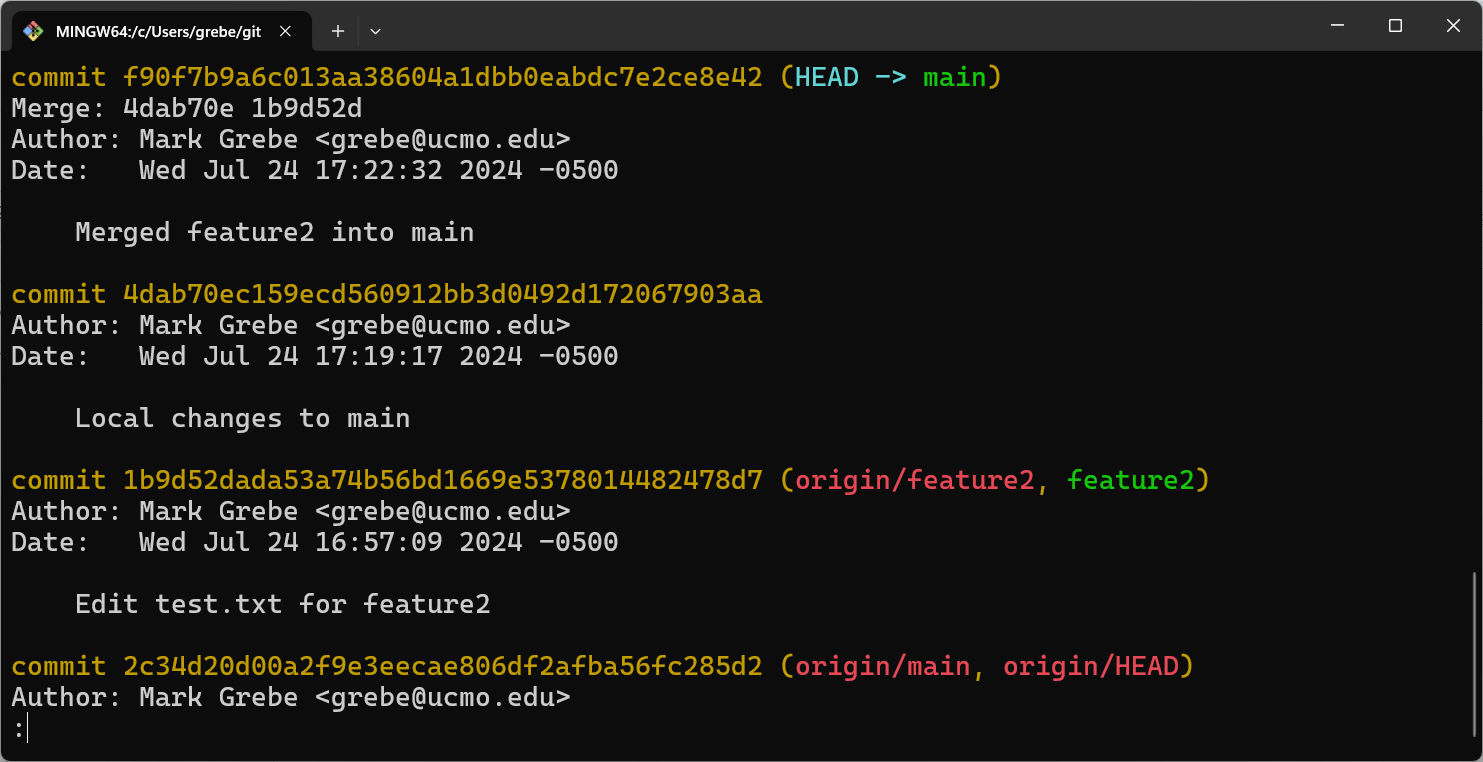 MINGW64:/c/Users/grebe/git
commit f90f7b9a6c013aa38604a1dbb0eabdc7e2ce8e42 (HEAD -> main)
Merge: 4dab70e 1b9d52d
Author: Mark Grebe <grebe@ucmo.edu>
Date:   Wed Jul 24 17:22:32 2024 -0500
    Merged feature2 into main
commit 4dab70ec159ecd560912bb3d0492d172067903aa
Author: Mark Grebe <grebe@ucmo.edu>
Date:   Wed Jul 24 17:19:17 2024 -0500
    Local changes to main
commit 1b9d52dada53a74b56bd1669e5378014482478d7 (origin/feature2, feature2)
Author: Mark Grebe <grebe@ucmo.edu>
Date:   Wed Jul 24 16:57:09 2024 -0500
    Edit test.txt for feature2
commit 2c34d20d00a2f9e3eecae806df2afba56fc285d2 (origin/main, origin/HEAD)
Author: Mark Grebe <grebe@ucmo.edu>
: